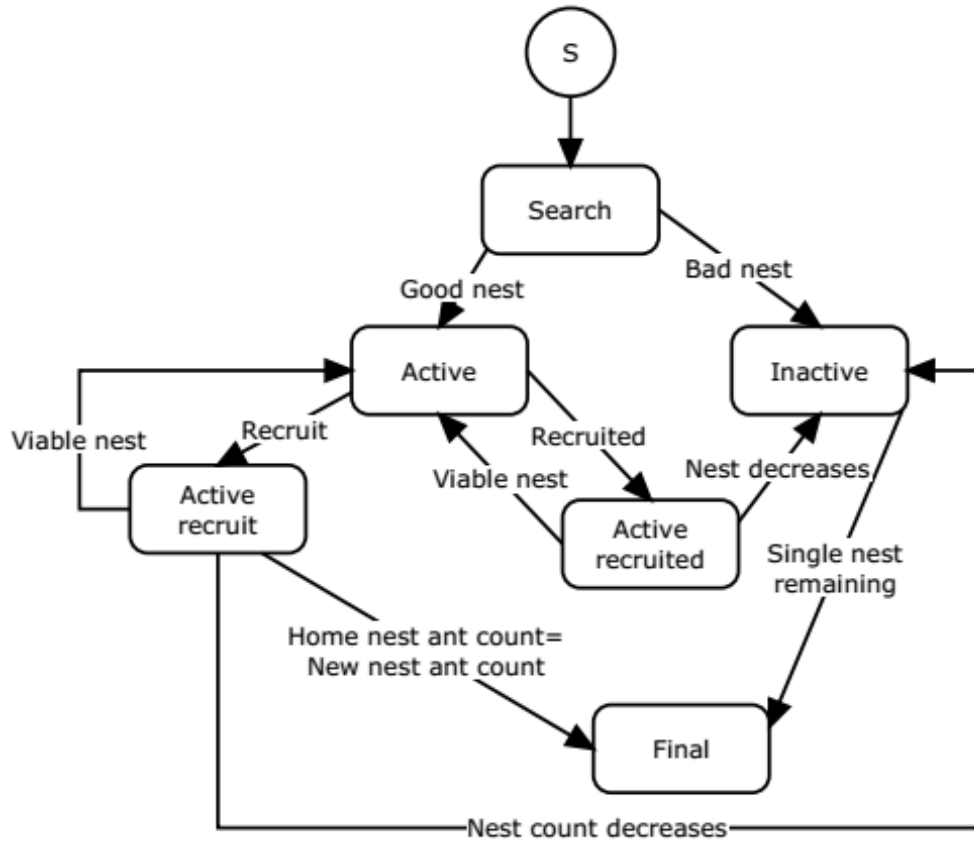 S
Search
Bad nest
Good nest
Active
Inactive
Recruit
Recruited
Viable nest
Viable nest
Nest decreases
Active
recruit
Active
recruited
Single nest
remaining
Home nest ant count=
New nest ant count
Final
Nest count decreases